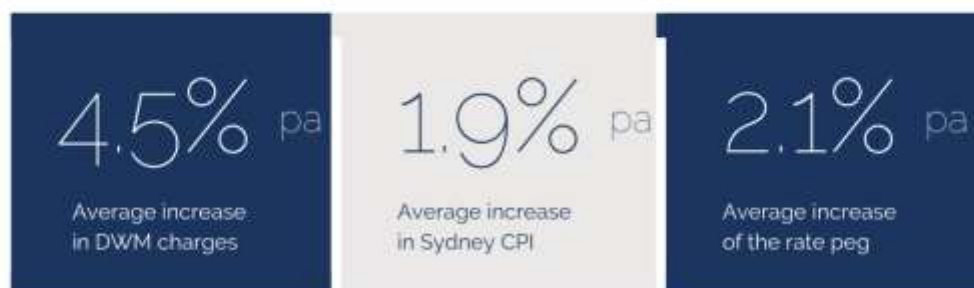 4.5% pa
Average increase
in DWM charges
1.9% pa
Average increase
in Sydney CPI
2.1% pa
Average increase
of the rate peg